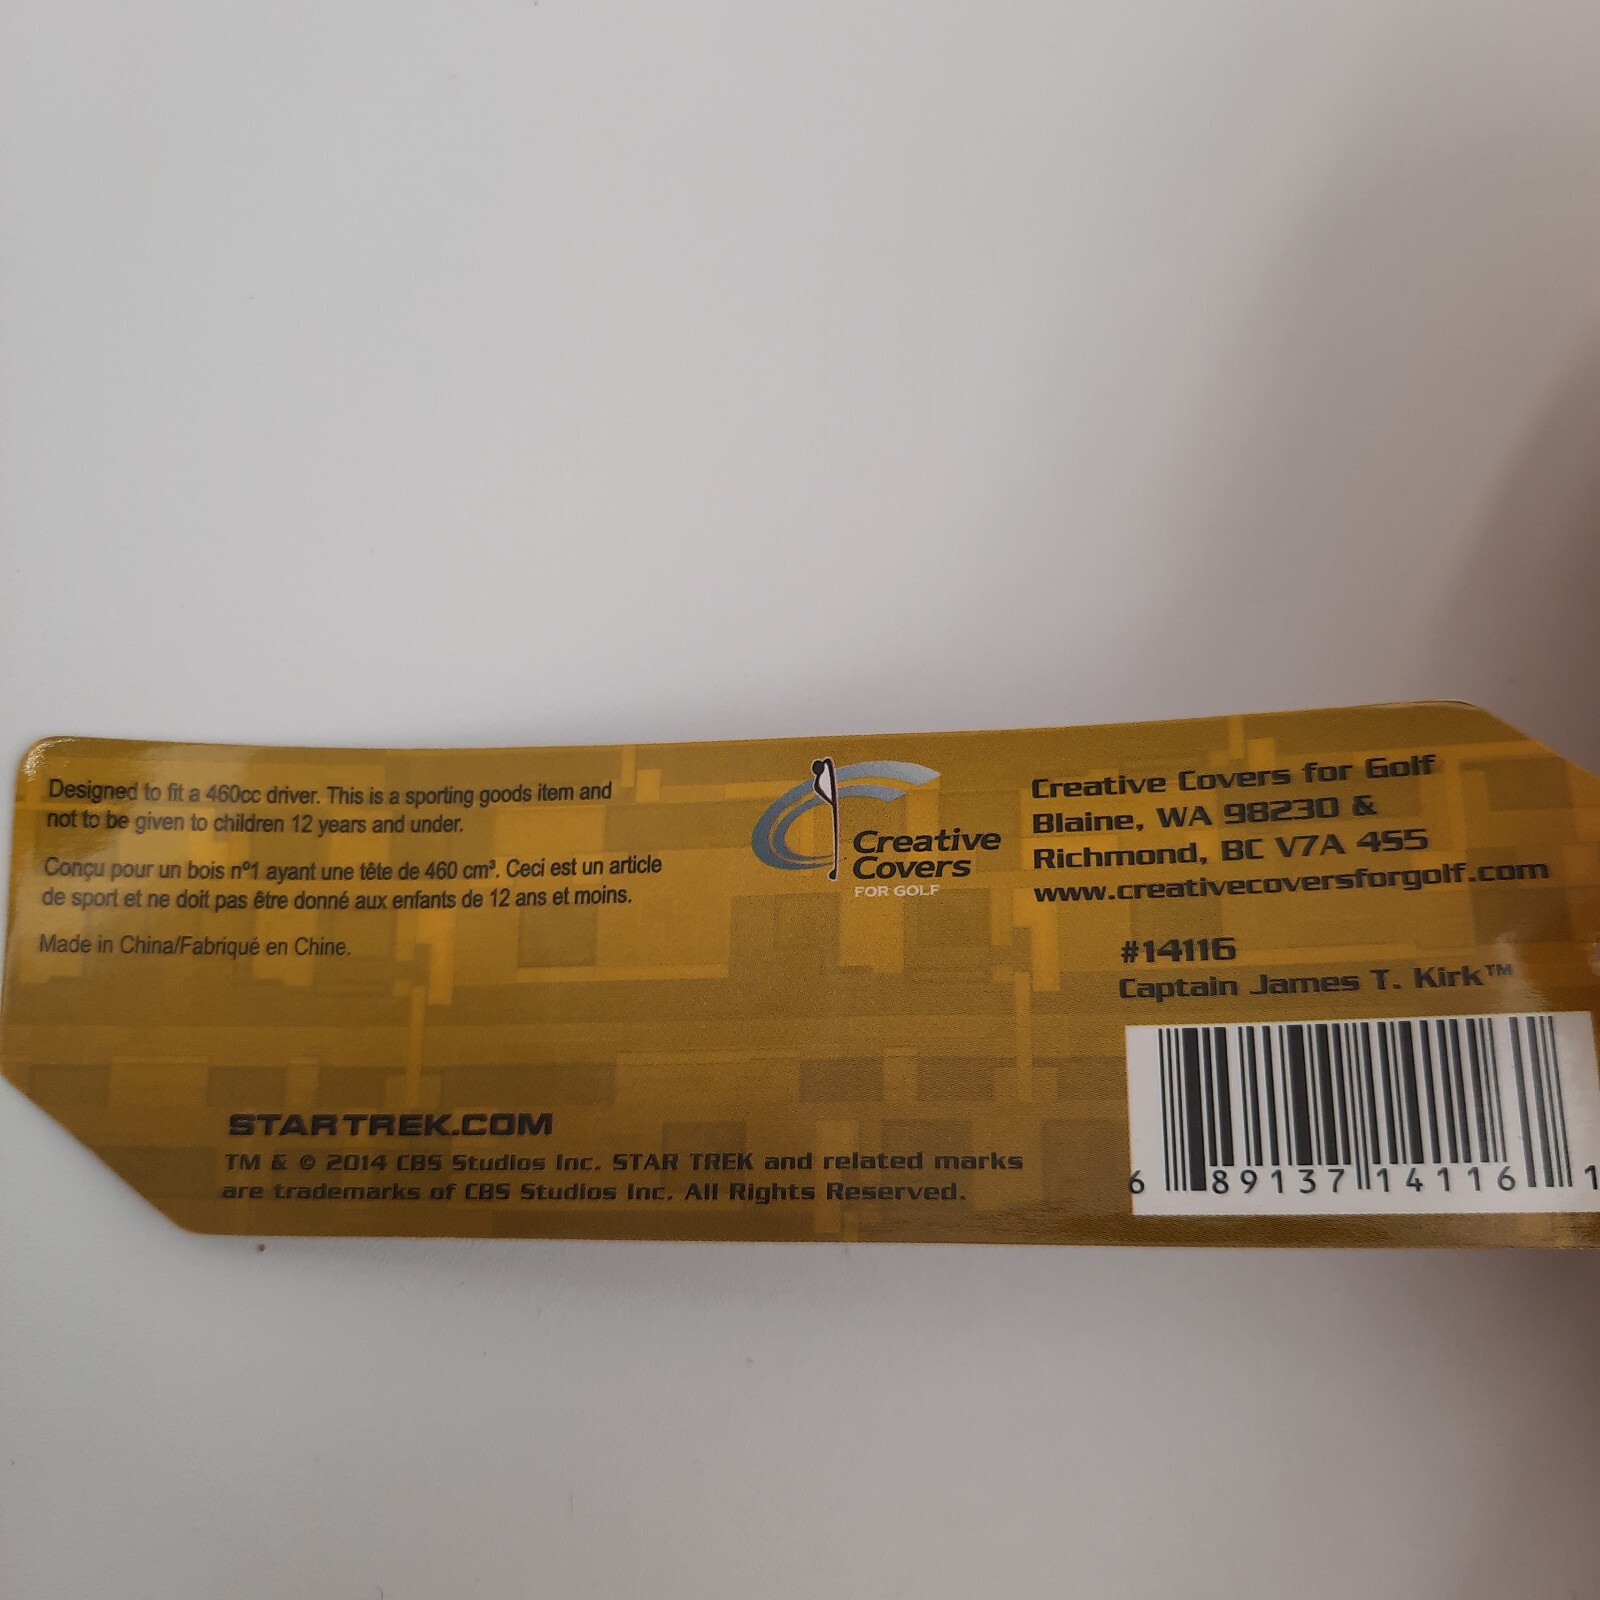 Designed to fit a 460cc driver. This is a sporting goods item and
not to be given to children 12 years and under.
Conçu pour un bois nº1 ayant une tête de 460 cm³. Ceci est un article
de sport et ne doit pas être donné aux enfants de 12 ans et moins.
Made in China/Fabriqué en Chine.
STARTREK.COM
TM & © 2014 CBS Studios Inc. STAR TREK and related marks
are trademarks of CBS Studios Inc. All Rights Reserved.
Creative
Covers
FOR GOLF
Creative Covers for Golf
Blaine, WA 98230 &
Richmond, BC V7A 4S5
www.creativecoversforgolf.com
#14116
Captain James T. Kirk™
6 89137 14116 1